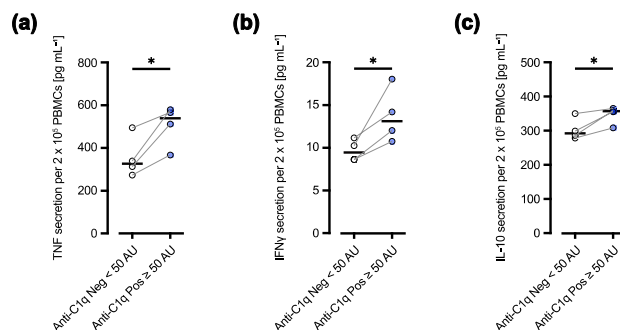 (a)
TNF secretion per 2 x 10⁵ PBMCs [pg mL⁻¹]
800
600
400
200
0
*
Anti-C1q Neg < 50 AU
Anti-C1q Pos ≥ 50 AU
(b)
IFNγ secretion per 2 x 10⁵ PBMCs [pg mL⁻¹]
20
15
10
5
0
*
Anti-C1q Neg < 50 AU
Anti-C1q Pos ≥ 50 AU
(c)
IL-10 secretion per 2 x 10⁵ PBMCs [pg mL⁻¹]
500
400
300
200
100
0
*
Anti-C1q Neg < 50 AU
Anti-C1q Pos ≥ 50 AU